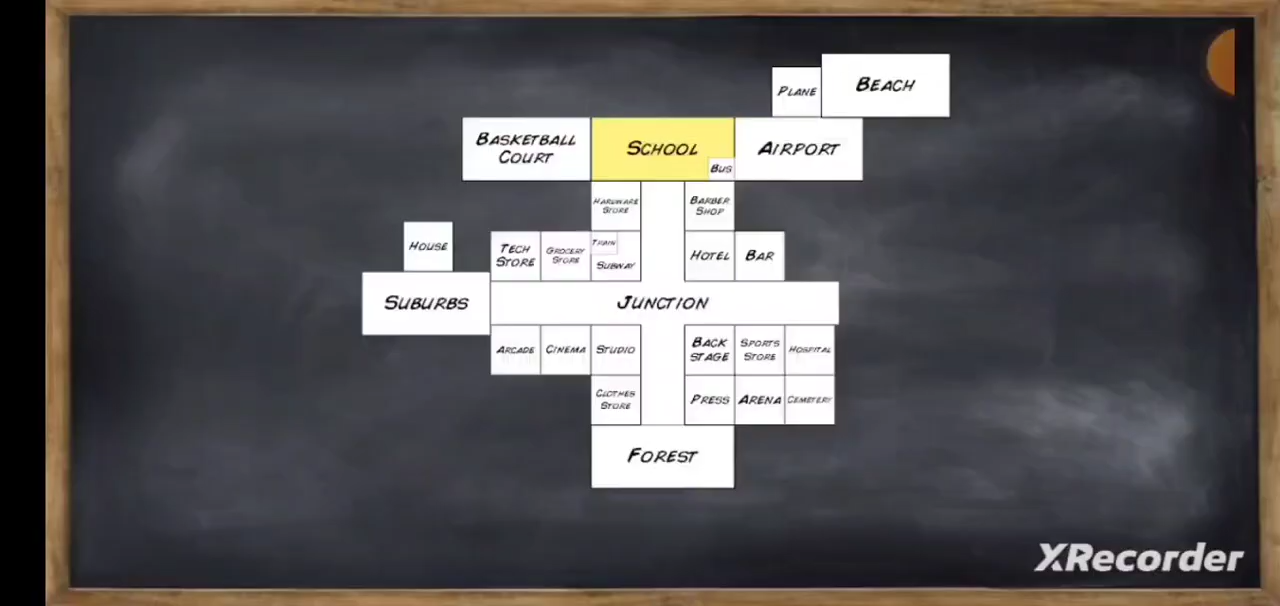 PLANE
BEACH
BASKETBALL
COURT
SCHOOL
BUS
AIRPORT
HARDWARE
STORE
BARBER
SHOP
HOUSE
TECH
STORE
GROCERY
STORE
TRAIN
SUBWAY
HOTEL
BAR
SUBURBS
JUNCTION
ARCADE
CINEMA
STUDIO
BACK
STAGE
SPORTS
STORE
HOSPITAL
CLOTHES
STORE
PRESS
ARENA
CEMETERY
FOREST
XRecorder